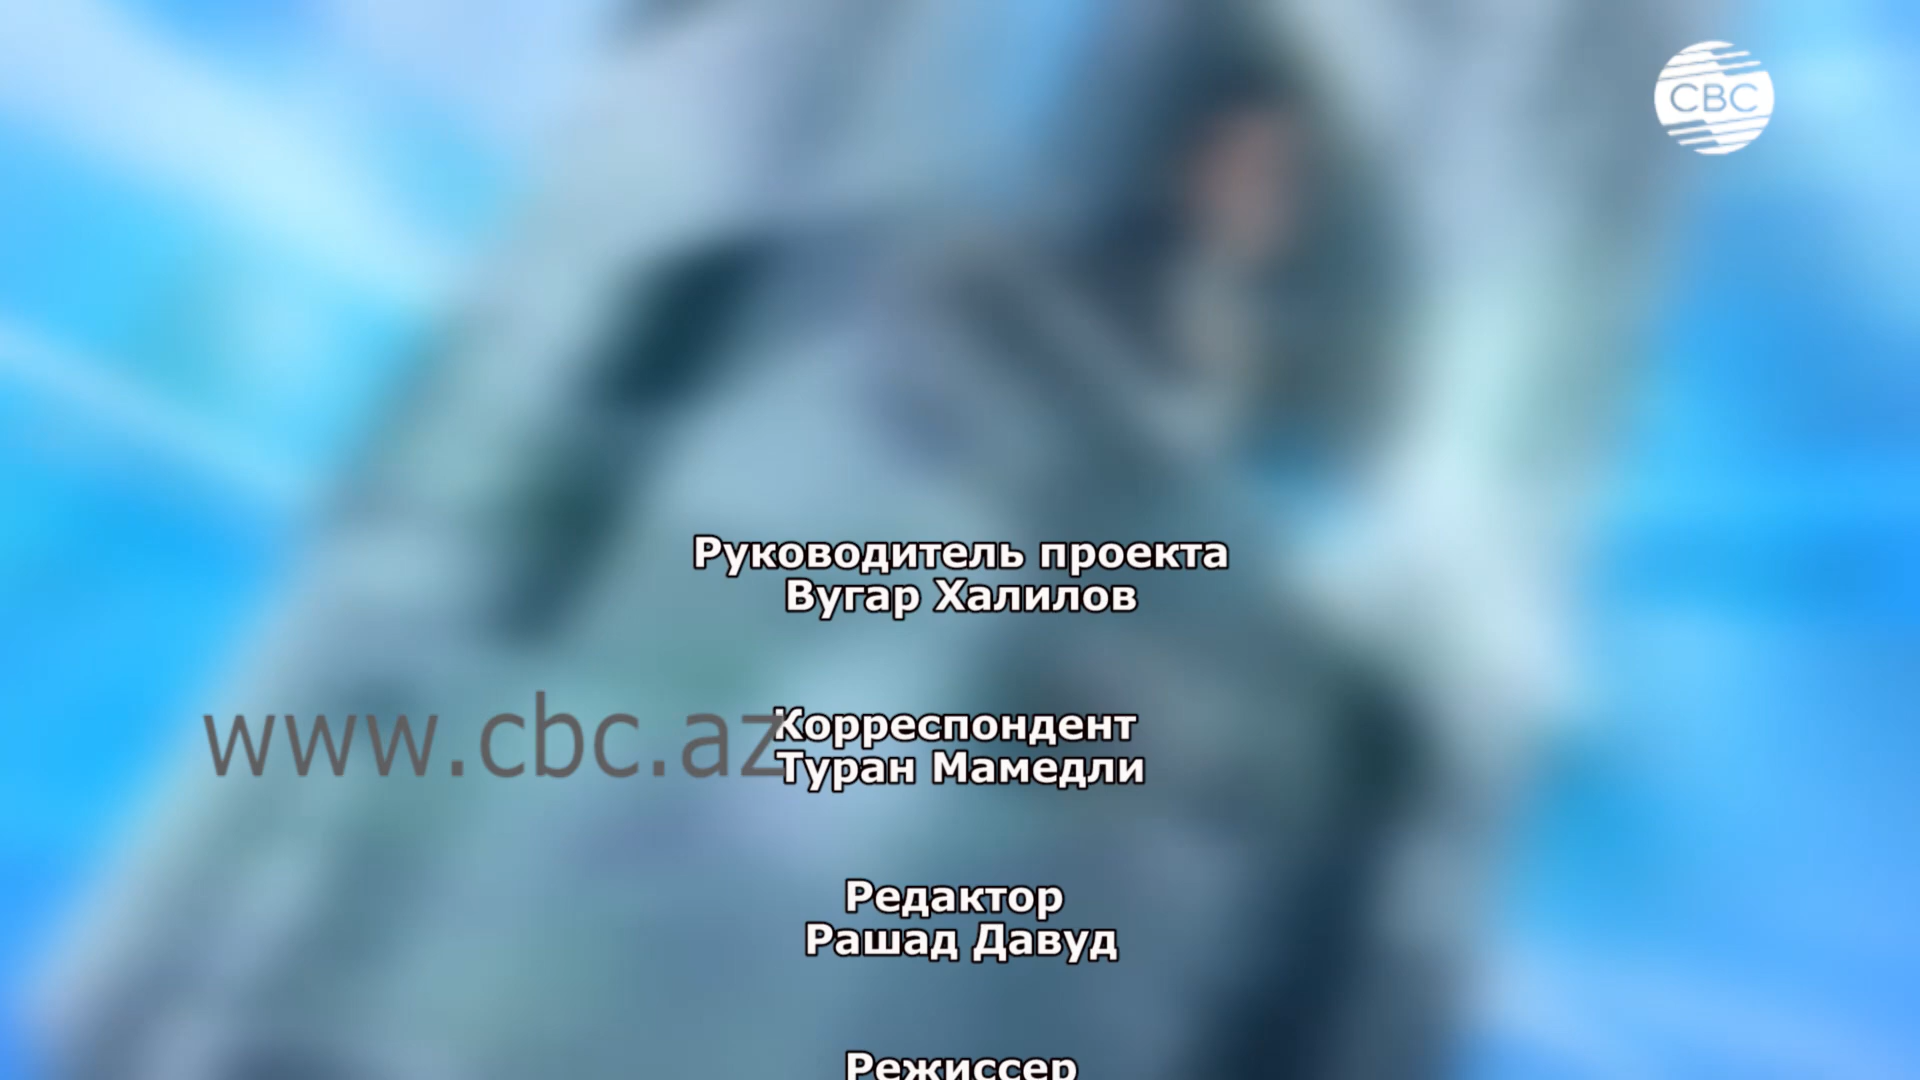 CBC
Руководитель проекта
Вугар Халилов
www.cbc.az
Корреспондент
Туран Мамедли
Редактор
Рашад Давуд
Режиссер